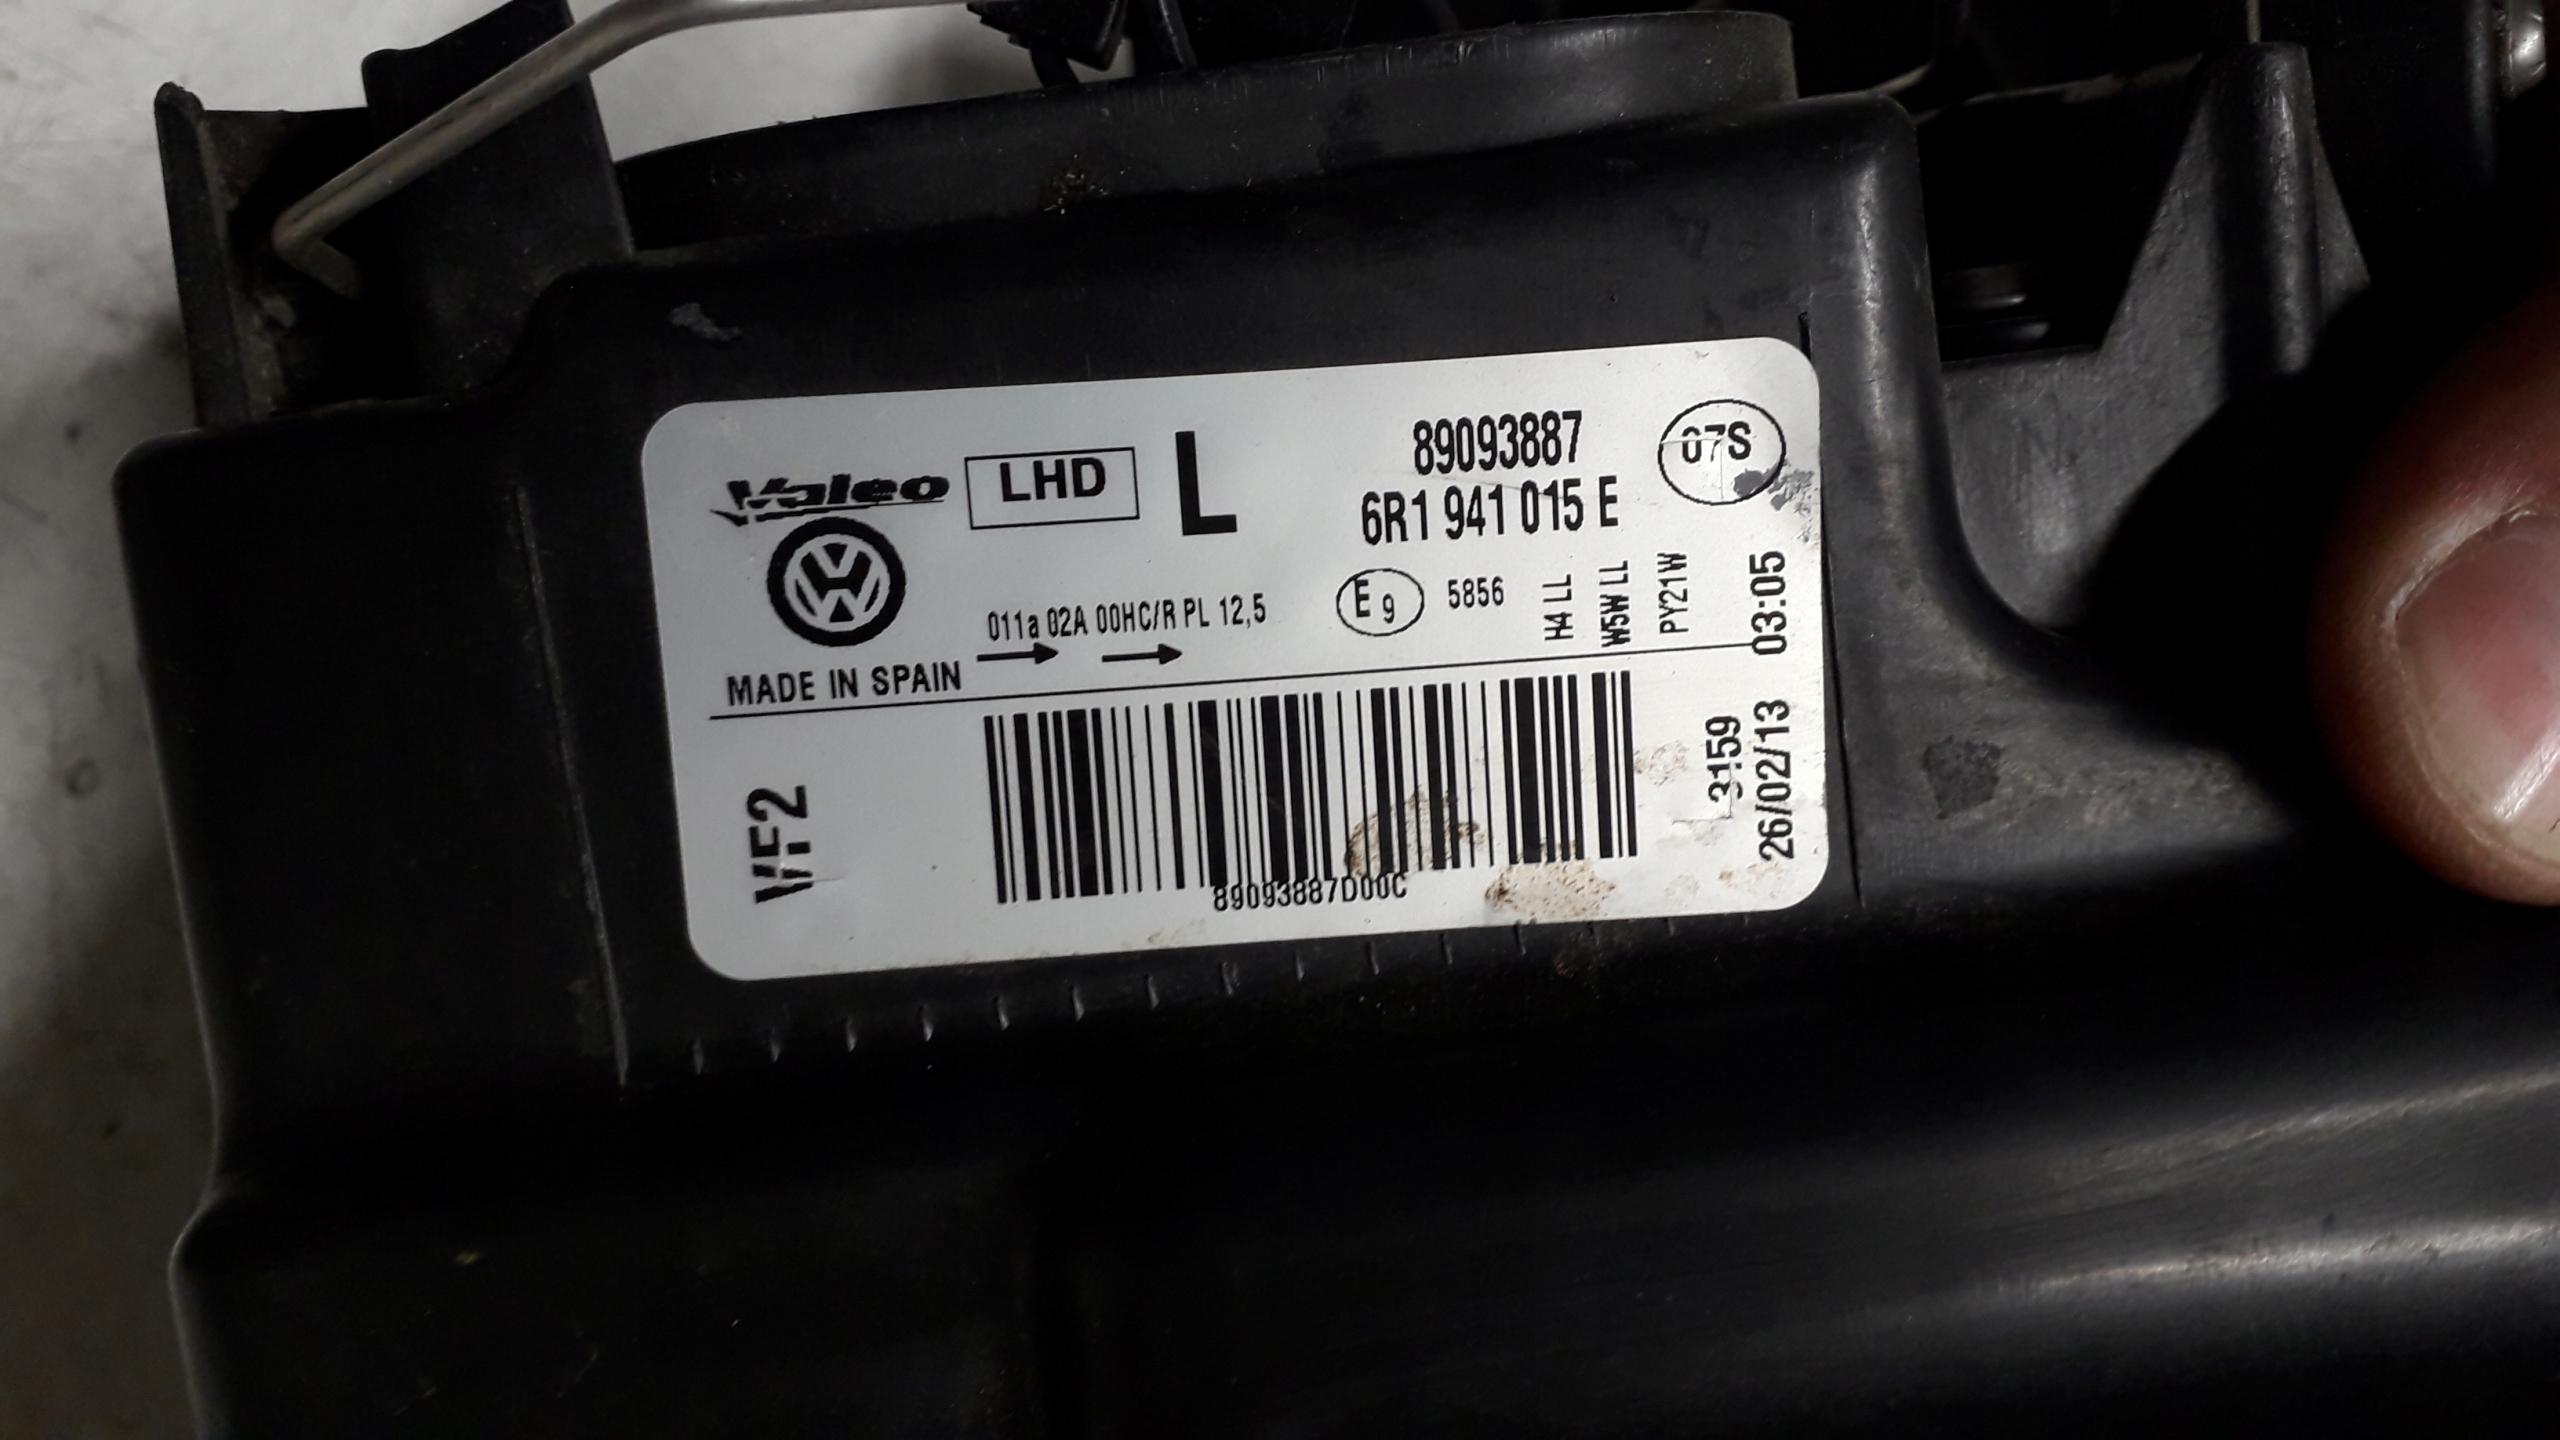 Valeo
LHD
L
89093887
6R1 941 015 E
07S
011a 02A 00HC/R PL 12,5
E9
5856
H4 LL
W5W LL
PY21W
03:05
MADE IN SPAIN
VF2
89093887D00C
3159
26/02/13